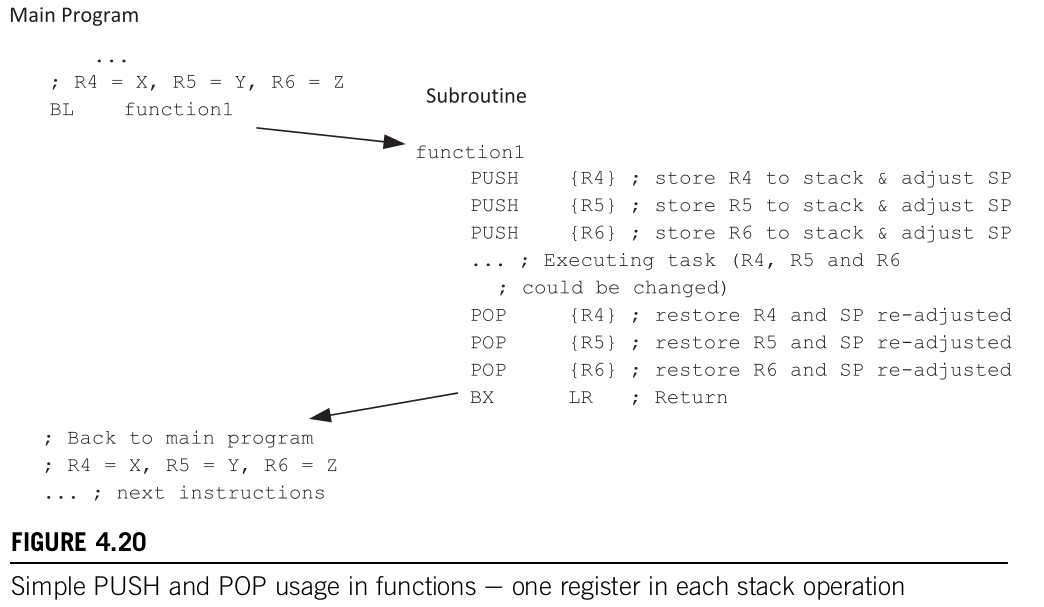 Main Program
...
; R4 = X, R5 = Y, R6 = Z
BL function1
Subroutine
function1
PUSH {R4} ; store R4 to stack & adjust SP
PUSH {R5} ; store R5 to stack & adjust SP
PUSH {R6} ; store R6 to stack & adjust SP
... ; Executing task (R4, R5 and R6
; could be changed)
POP {R4} ; restore R4 and SP re-adjusted
POP {R5} ; restore R5 and SP re-adjusted
POP {R6} ; restore R6 and SP re-adjusted
BX LR ; Return
; Back to main program
; R4 = X, R5 = Y, R6 = Z
... ; next instructions
FIGURE 4.20
Simple PUSH and POP usage in functions — one register in each stack operation